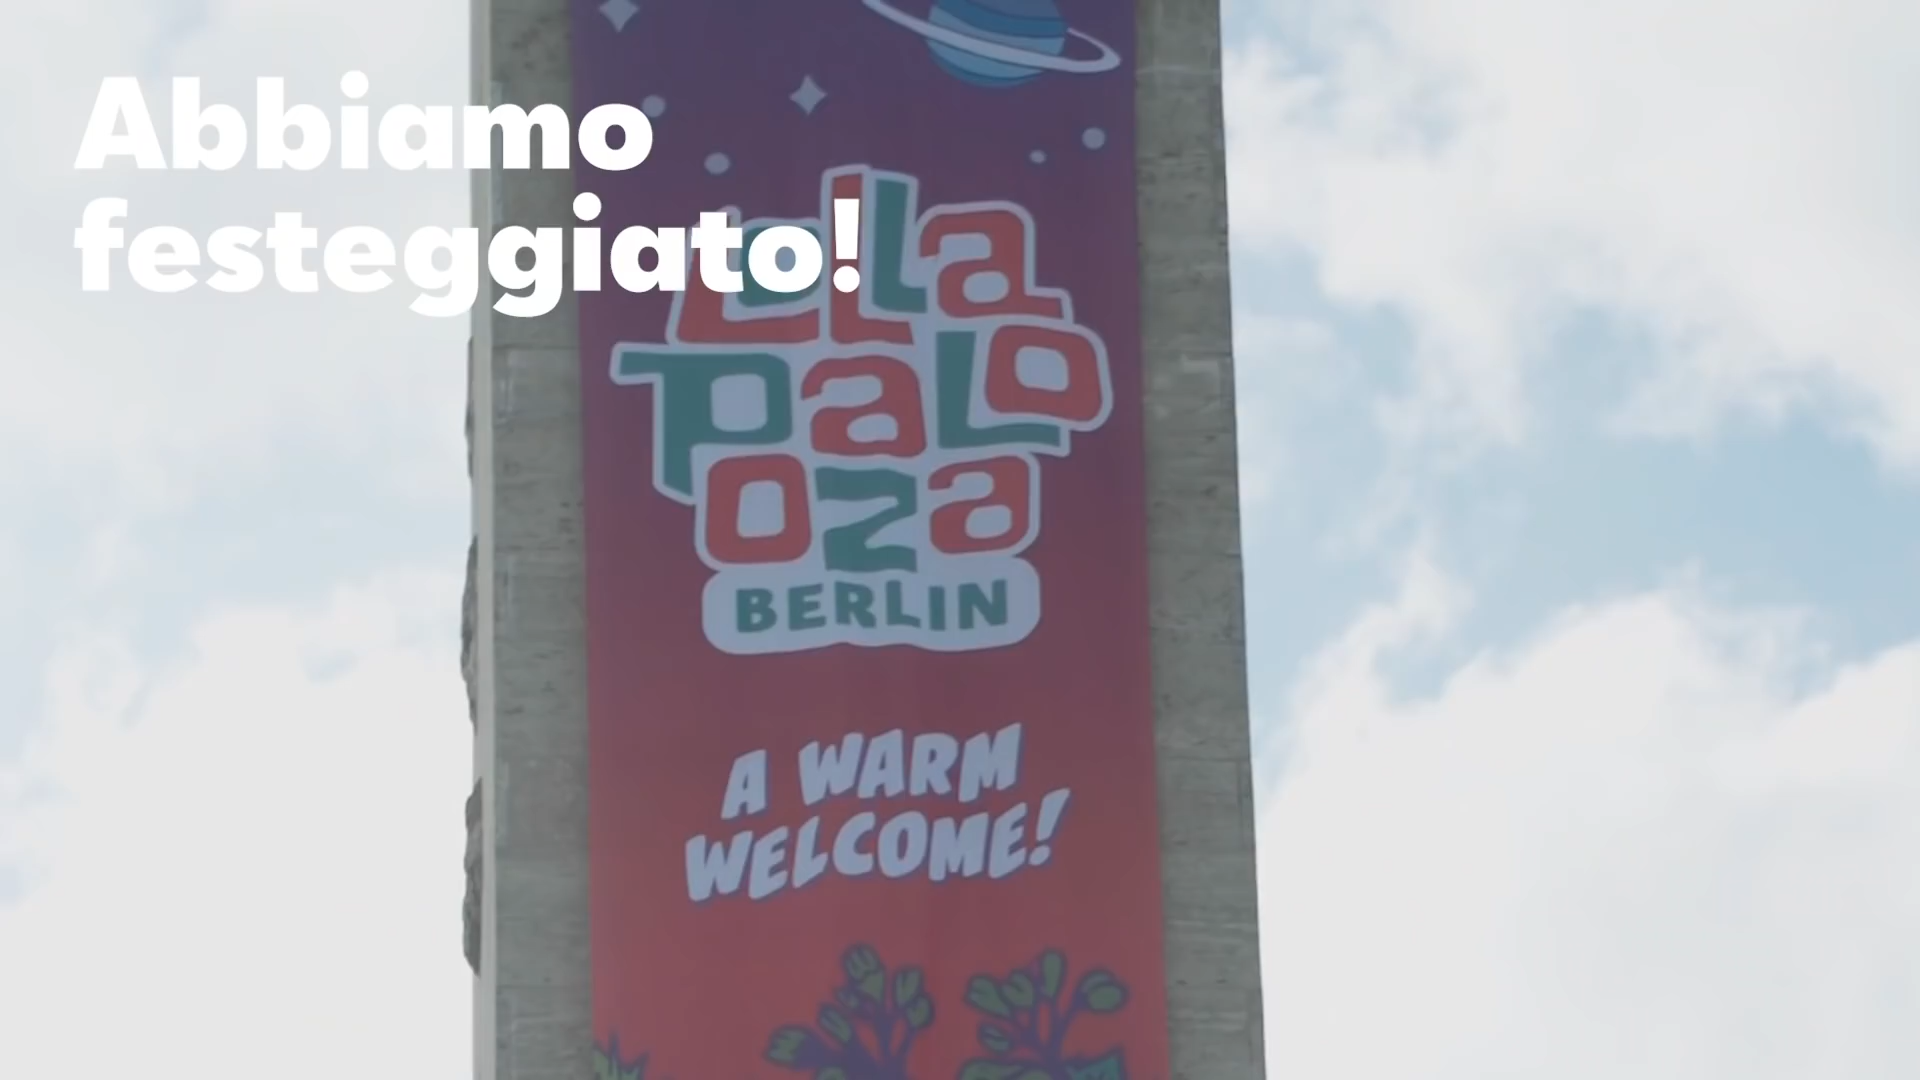 Abbiamo
festeggiato!
Lolla
PaLo
oza
BERLIN
A WARM
WELCOME!